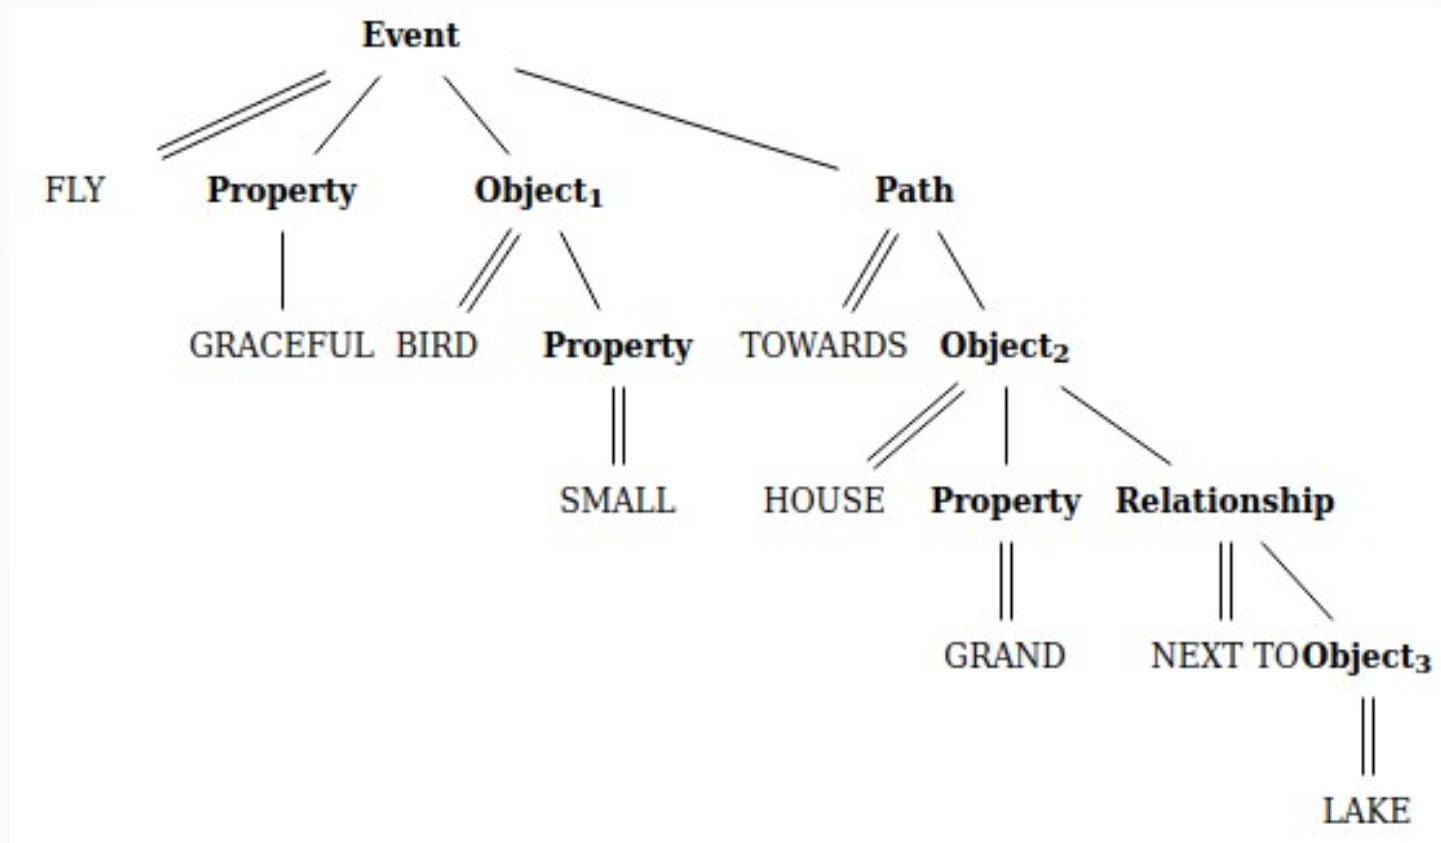 Event
FLY Property Object₁ Path
GRACEFUL BIRD Property TOWARDS Object₂
SMALL HOUSE Property Relationship
GRAND NEXT TO Object₃
LAKE